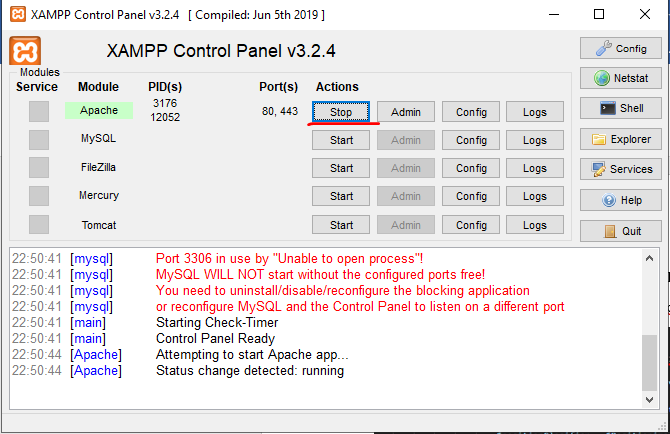 XAMPP Control Panel v3.2.4 [ Compiled: Jun 5th 2019 ]
XAMPP Control Panel v3.2.4
Config
Modules
Service Module PID(s) Port(s) Actions
Netstat
Apache 3176 12052 80, 443 Stop Admin Config Logs
Shell
MySQL Start Admin Config Logs
Explorer
FileZilla Start Admin Config Logs
Services
Mercury Start Admin Config Logs
Help
Tomcat Start Admin Config Logs
Quit
22:50:41 [mysql] Port 3306 in use by "Unable to open process"!
22:50:41 [mysql] MySQL WILL NOT start without the configured ports free!
22:50:41 [mysql] You need to uninstall/disable/reconfigure the blocking application
22:50:41 [mysql] or reconfigure MySQL and the Control Panel to listen on a different port
22:50:41 [main] Starting Check-Timer
22:50:41 [main] Control Panel Ready
22:50:44 [Apache] Attempting to start Apache app...
22:50:44 [Apache] Status change detected: running